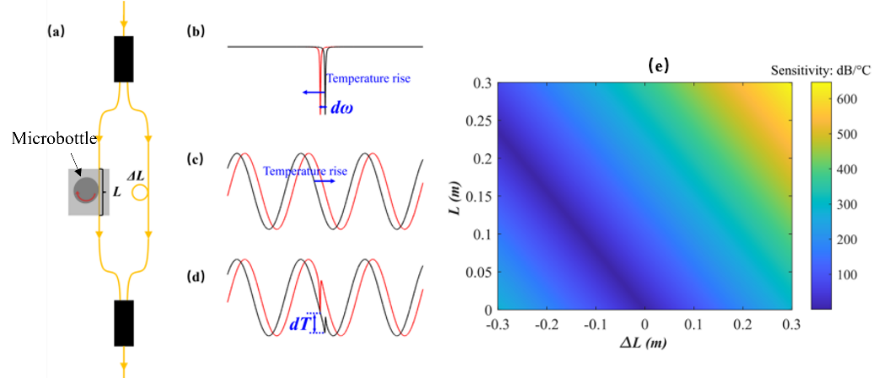 (a)
Microbottle
L
ΔL
(b)
Temperature rise
dω
(c)
Temperature rise
(d)
dT
(e)
Sensitivity: dB/°C
L (m)
0.3
0.25
0.2
0.15
0.1
0.05
0
-0.3
-0.2
-0.1
0
0.1
0.2
0.3
ΔL (m)
600
500
400
300
200
100